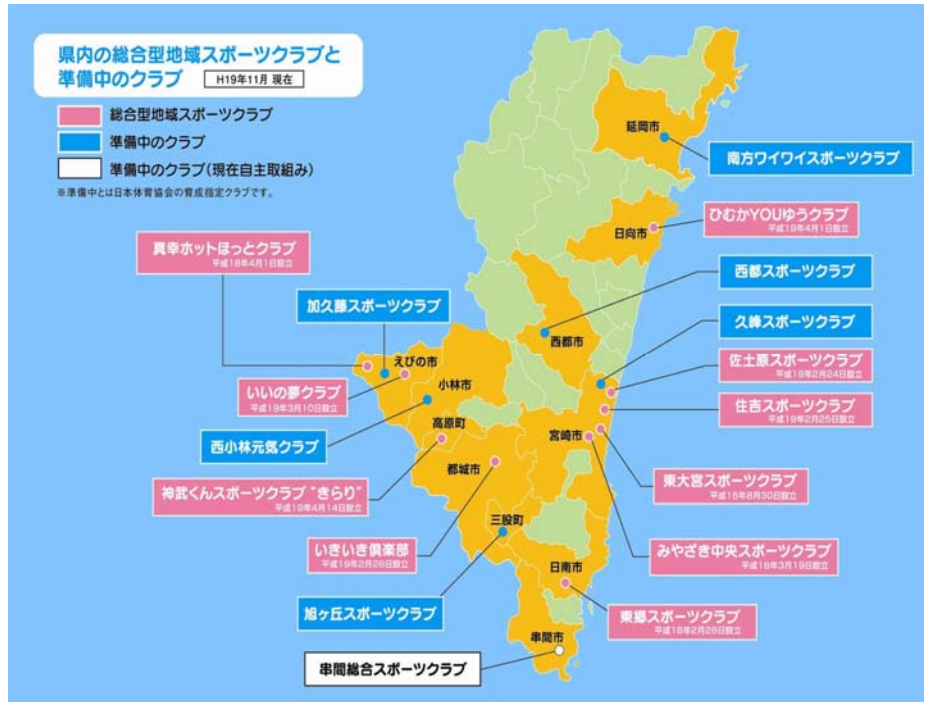 県内の総合型地域スポーツクラブと
準備中のクラブ H19年11月 現在
総合型地域スポーツクラブ
準備中のクラブ
準備中のクラブ(現在自主取組み)
※準備中とは日本体育協会の育成指定クラブです。
延岡市
南方ワイワイスポーツクラブ
ひむかYOUゆうクラブ
平成19年4月1日設立
日向市
真幸ホットほっとクラブ
平成18年4月1日設立
西都スポーツクラブ
加久藤スポーツクラブ
久峰スポーツクラブ
西都市
えびの市
佐土原スポーツクラブ
平成19年2月24日設立
いいの夢クラブ
平成19年3月10日設立
小林市
住吉スポーツクラブ
平成19年2月25日設立
高原町
西小林元気クラブ
宮崎市
都城市
東大宮スポーツクラブ
平成15年8月30日設立
神武くんスポーツクラブ“きらり”
平成19年4月14日設立
三股町
いきいき倶楽部
平成19年2月28日設立
みやざき中央スポーツクラブ
平成18年3月19日設立
日南市
旭ヶ丘スポーツクラブ
東郷スポーツクラブ
平成18年2月28日設立
串間市
串間総合スポーツクラブ